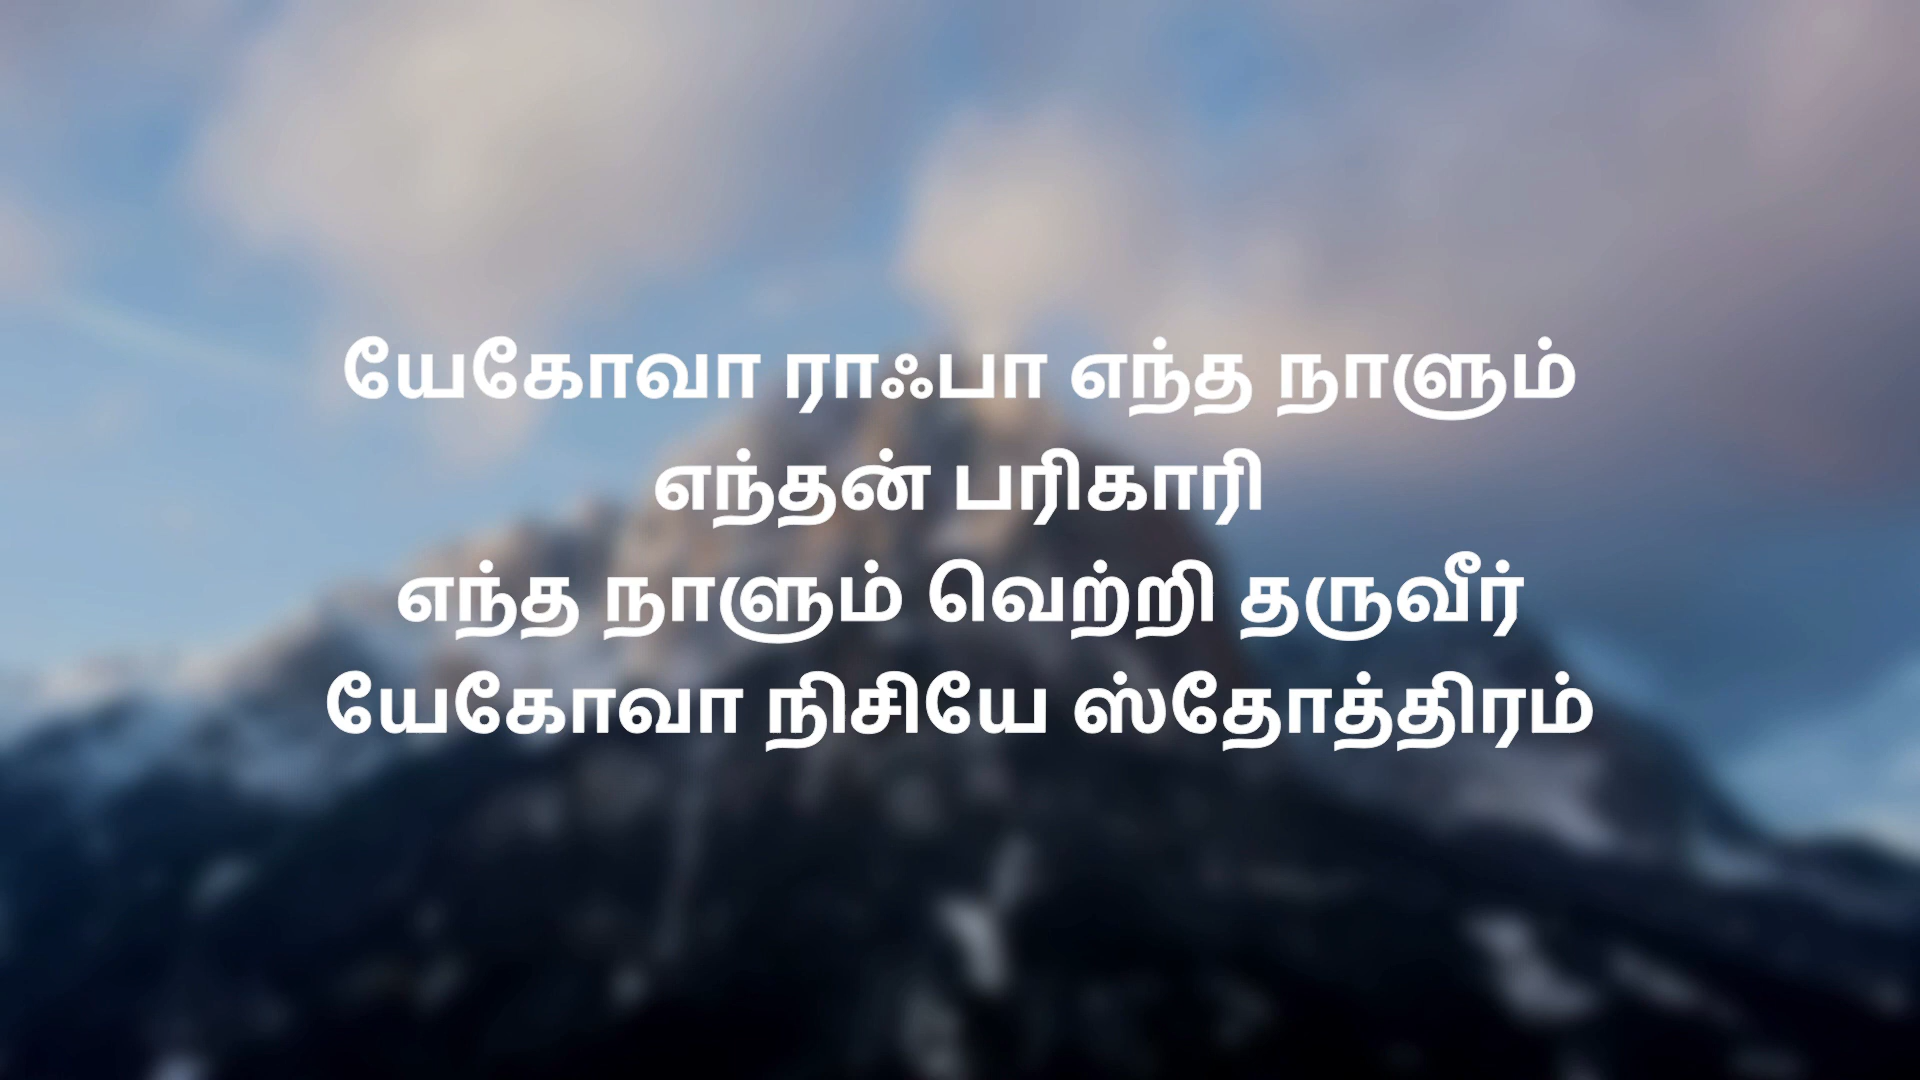 யேகோவா ராஃபா எந்த நாளும்
எந்தன் பரிகாரி
எந்த நாளும் வெற்றி தருவீர்
யேகோவா நிசியே ஸ்தோத்திரம்